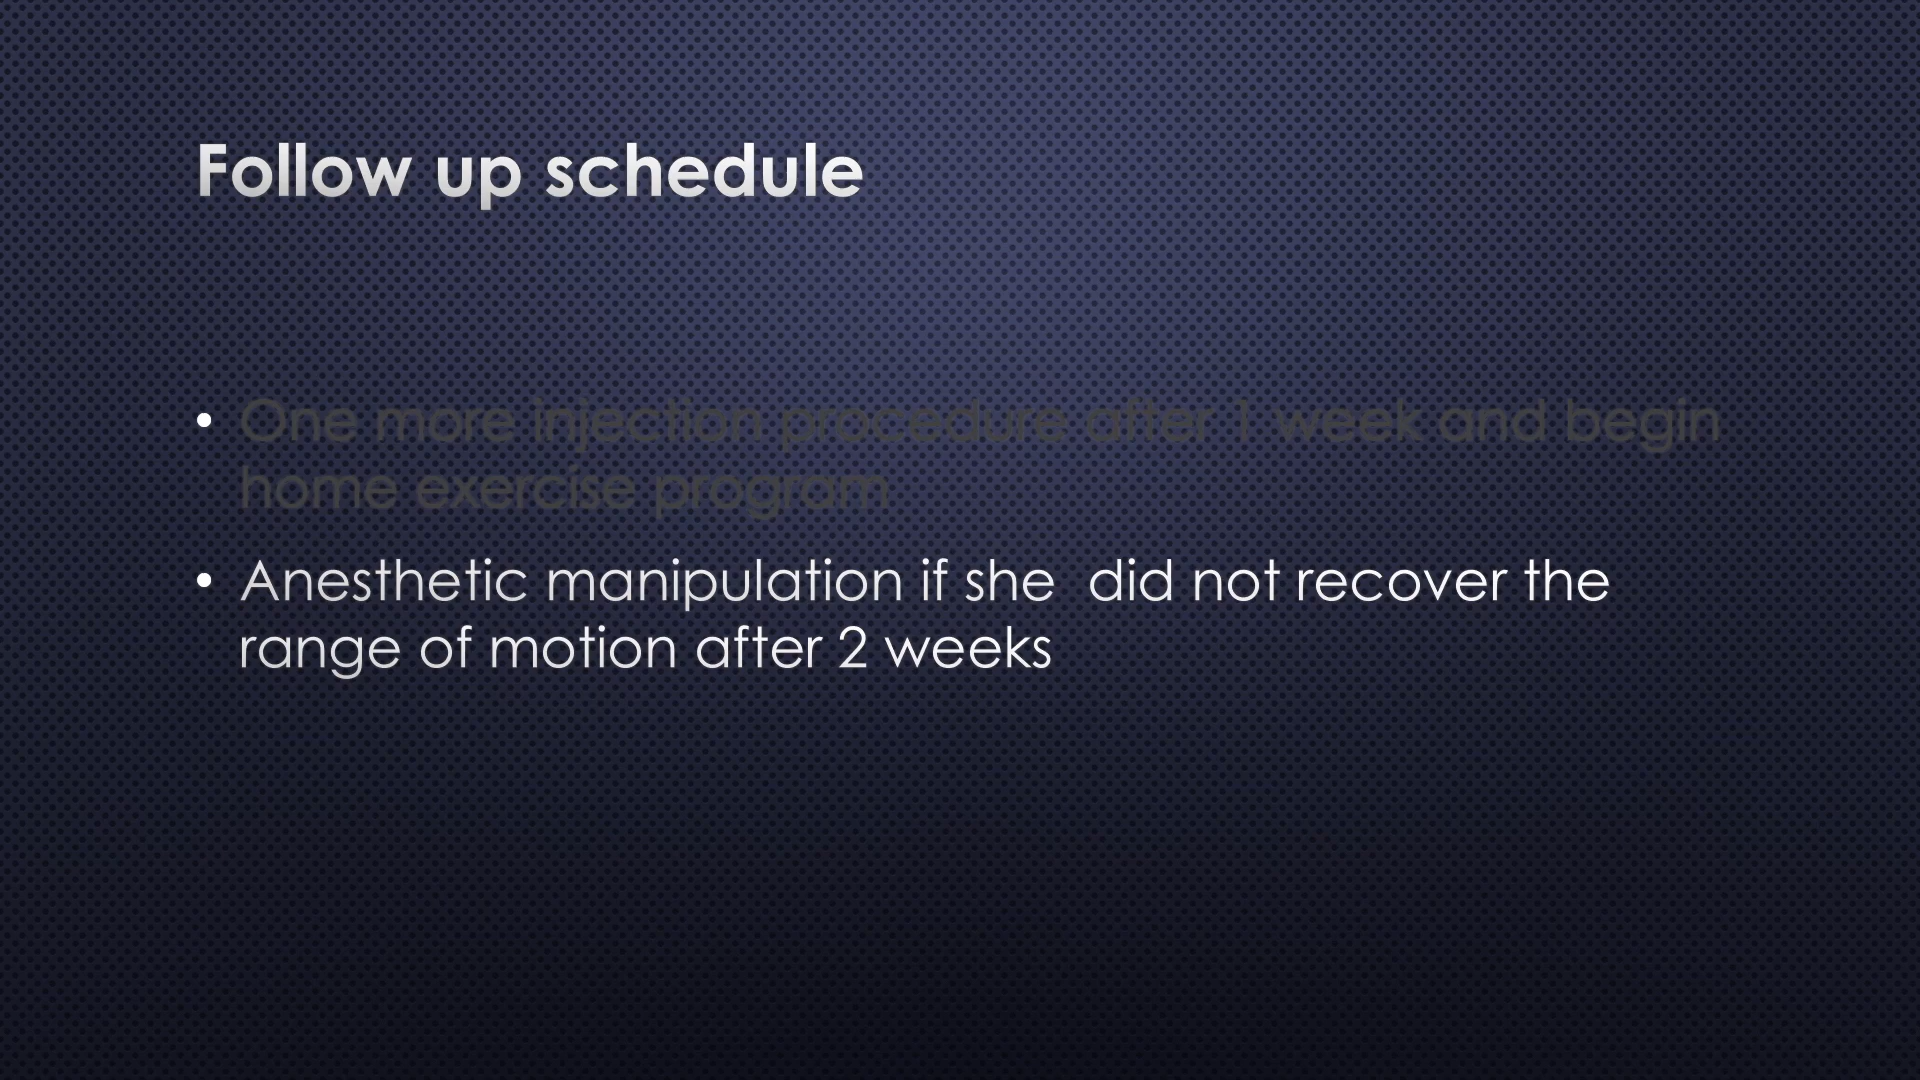 Follow up schedule
• One more injection procedure after 1 week and begin
home exercise program
• Anesthetic manipulation if she  did not recover the
range of motion after 2 weeks